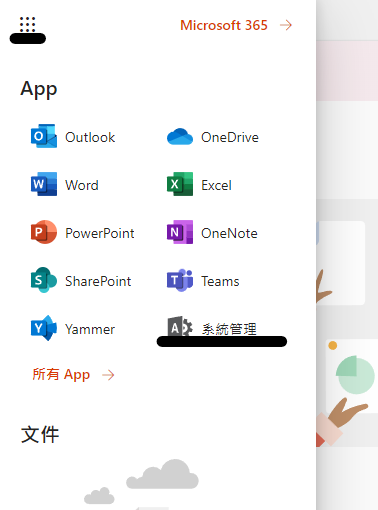 Microsoft 365
App
Outlook
OneDrive
Word
Excel
PowerPoint
OneNote
SharePoint
Teams
Yammer
系統管理
所有 App
文件